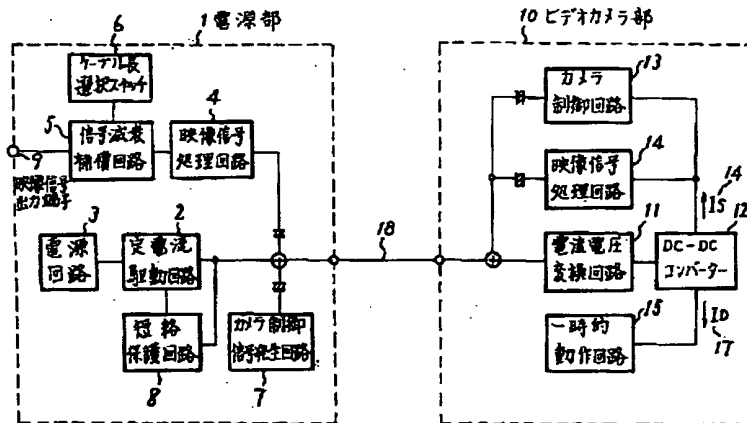 1 電源部
6
ケーブル長
選択スイッチ
5
信号減衰
補償回路
4
映像信号
処理回路
9
映像信号
出力端子
3
電源
回路
2
定電流
駆動回路
短絡
保護回路
8
カメラ制御
信号発生回路
7
18
10 ビデオカメラ部
カメラ
制御回路
13
映像信号
処理回路
14
電流電圧
変換回路
11
14
IS
12
DC-DC
コンバーター
一時的
動作回路
15
ID
17